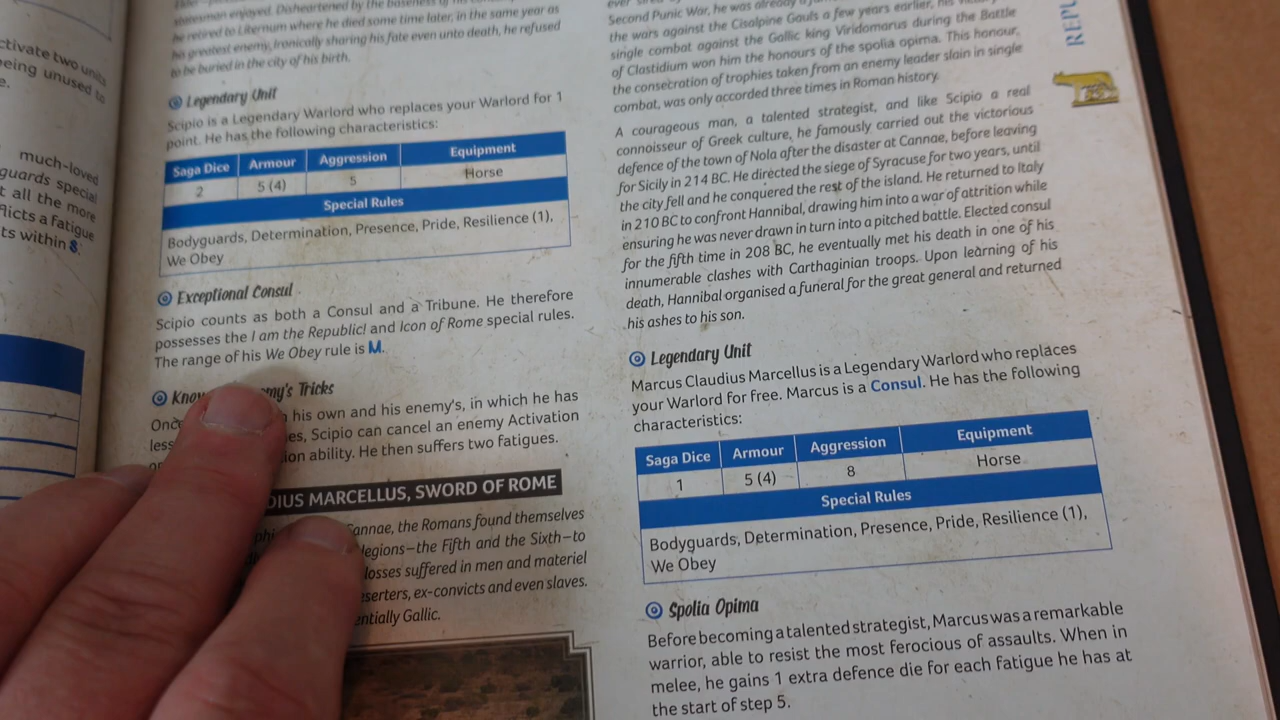 ctivate two units
eing unused to
e.
much-loved
guards special
t all the more
flicts a fatigue
ts within S.
statesman enjoyed. Disheartened by the baseness of his
he retired to Liternum where he died some time later, in the same year as
his greatest enemy. Ironically sharing his fate even unto death, he refused
to be buried in the city of his birth.
Legendary Unit
Scipio is a Legendary Warlord who replaces your Warlord for 1
point. He has the following characteristics:
Saga Dice Armour Aggression Equipment
2 5 (4) 5 Horse
Special Rules
Bodyguards, Determination, Presence, Pride, Resilience (1),
We Obey
Exceptional Consul
Scipio counts as both a Consul and a Tribune. He therefore
possesses the I am the Republic! and Icon of Rome special rules.
The range of his We Obey rule is M.
Know my's Tricks
Once his own and his enemy's, in which he has
less es, Scipio can cancel an enemy Activation
or ion ability. He then suffers two fatigues.
DIUS MARCELLUS, SWORD OF ROME
Cannae, the Romans found themselves
legions—the Fifth and the Sixth—to
losses suffered in men and materiel
eserters, ex-convicts and even slaves.
entially Gallic.
Second Punic War, he was already
the wars against the Cisalpine Gauls a few years earlier, his
single combat against the Gallic king Viridomarus during the Battle
of Clastidium won him the honours of the spolia opima. This honour,
the consecration of trophies taken from an enemy leader slain in single
combat, was only accorded three times in Roman history.
A courageous man, a talented strategist, and like Scipio a real
connoisseur of Greek culture, he famously carried out the victorious
defence of the town of Nola after the disaster at Cannae, before leaving
for Sicily in 214 BC. He directed the siege of Syracuse for two years, until
the city fell and he conquered the rest of the island. He returned to Italy
in 210 BC to confront Hannibal, drawing him into a war of attrition while
ensuring he was never drawn in turn into a pitched battle. Elected consul
for the fifth time in 208 BC, he eventually met his death in one of his
innumerable clashes with Carthaginian troops. Upon learning of his
death, Hannibal organised a funeral for the great general and returned
his ashes to his son.
Legendary Unit
Marcus Claudius Marcellus is a Legendary Warlord who replaces
your Warlord for free. Marcus is a Consul. He has the following
characteristics:
Saga Dice Armour Aggression Equipment
1 5 (4) 8 Horse
Special Rules
Bodyguards, Determination, Presence, Pride, Resilience (1),
We Obey
Spolia Opima
Before becoming a talented strategist, Marcus was a remarkable
warrior, able to resist the most ferocious of assaults. When in
melee, he gains 1 extra defence die for each fatigue he has at
the start of step 5.
REPU